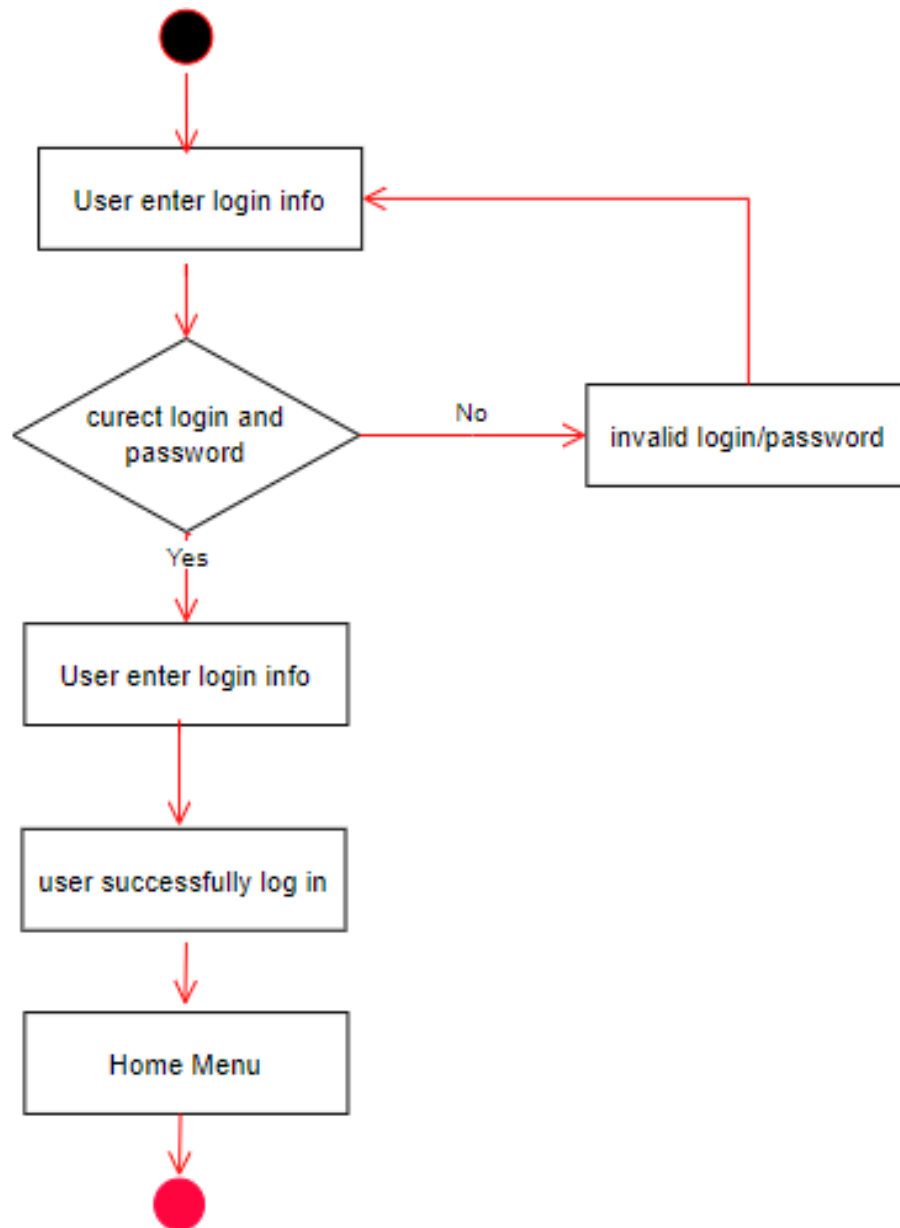 User enter login info
curect login and
password
No
invalid login/password
Yes
User enter login info
user successfully log in
Home Menu